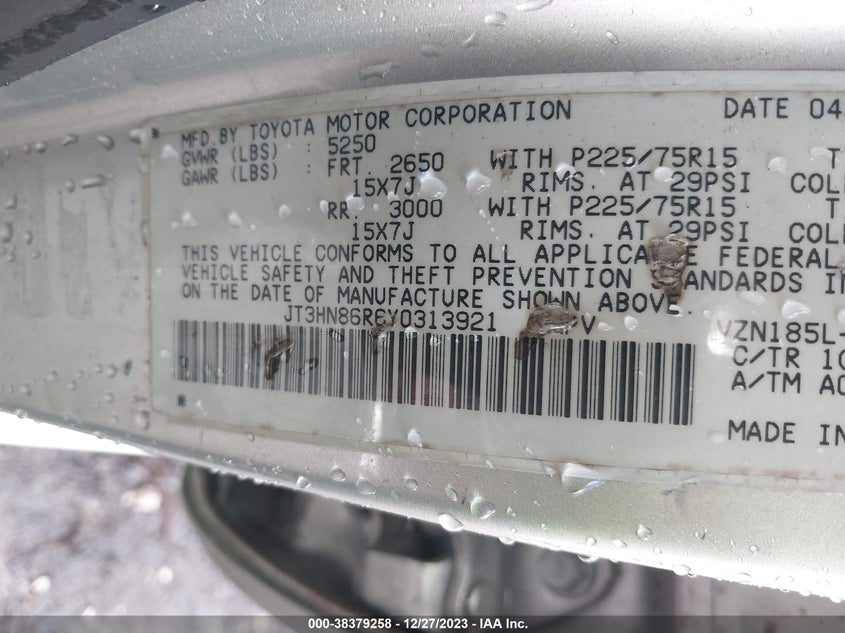 MFD.BY TOYOTA MOTOR CORPORATION DATE 04
GVWR (LBS) : 5250
GAWR (LBS) : FRT. 2650 WITH P225/75R15 T
15X7J RIMS. AT 29PSI COL
RR. 3000 WITH P225/75R15 T
15X7J RIMS. AT 29PSI COL
THIS VEHICLE CONFORMS TO ALL APPLICA E FEDERAL
VEHICLE SAFETY AND THEFT PREVENTION S ANDARDS IN
ON THE DATE OF MANUFACTURE SHOWN ABOVE.
JT3HN86R6Y0313921 V VZN185L-
C/TR 1C
A/TM A
MADE IN
000-38379258 - 12/27/2023 - IAA Inc.